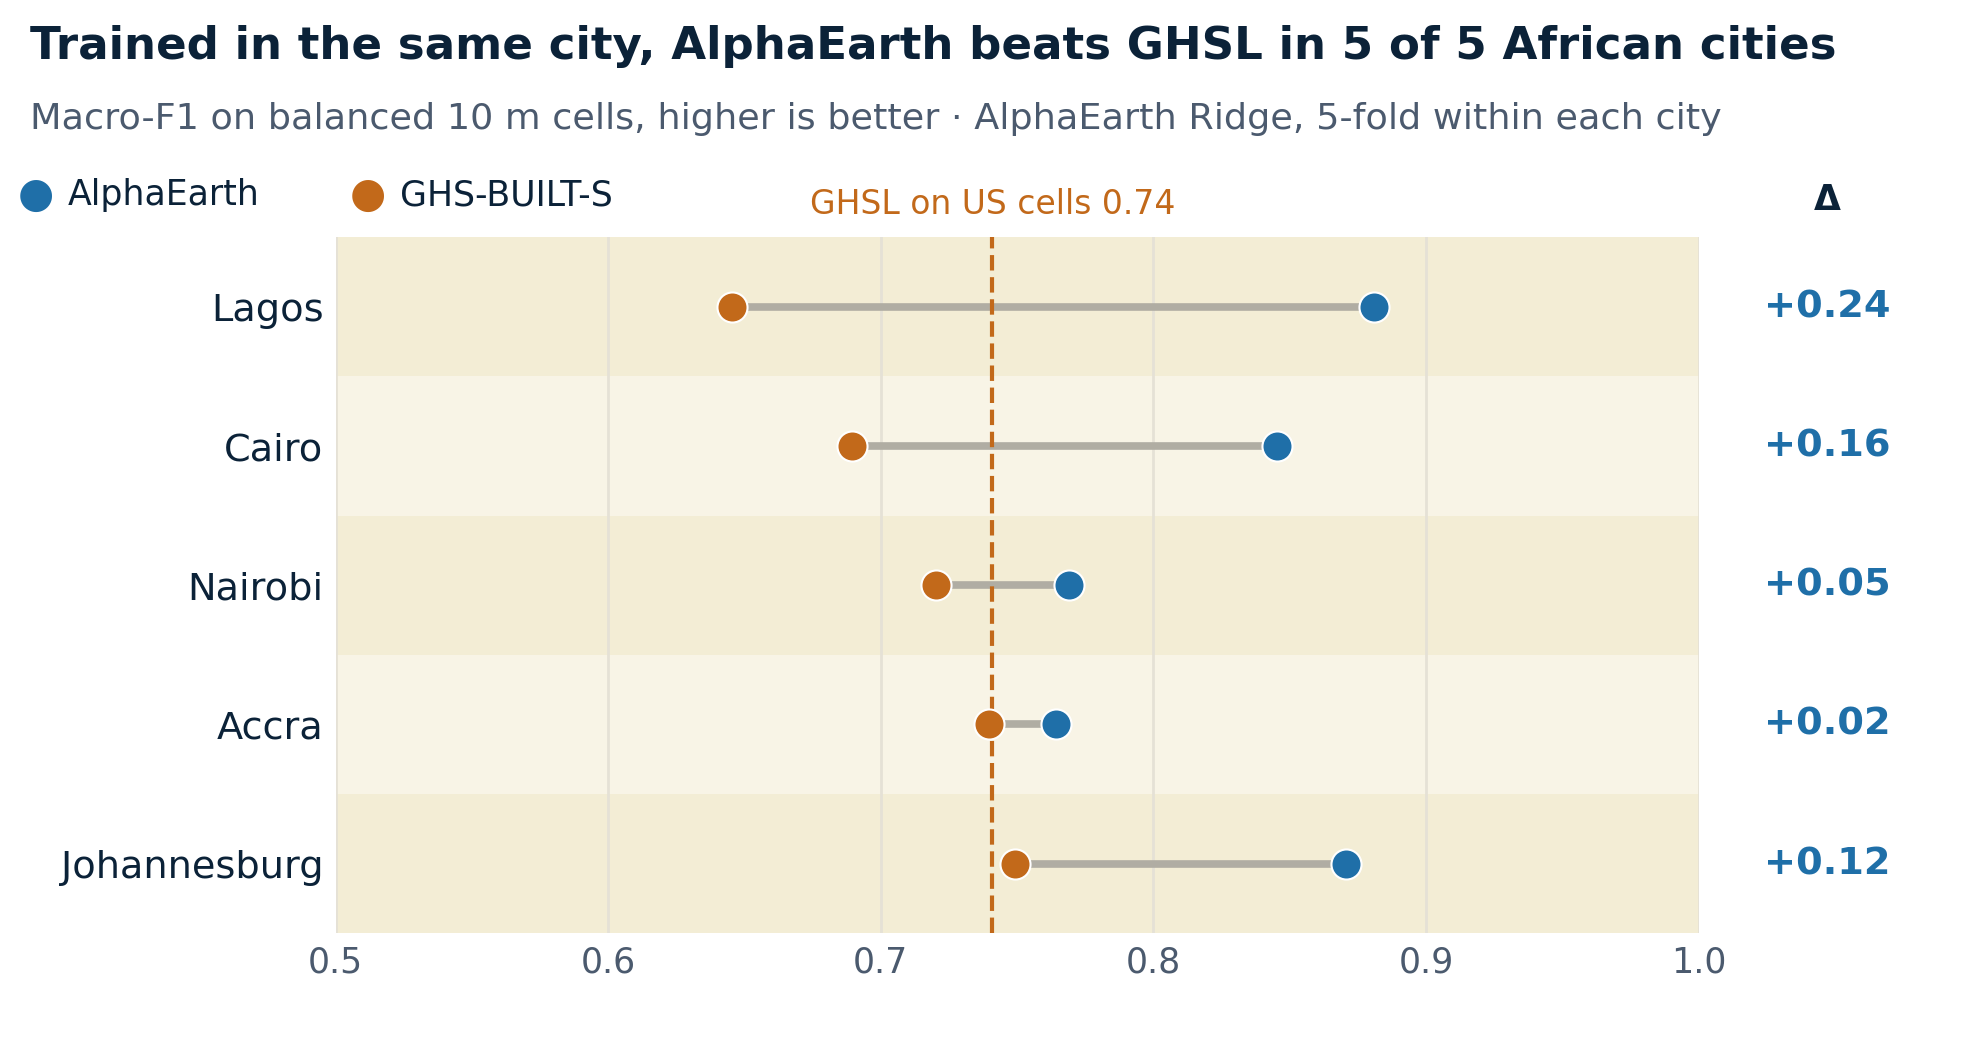 Trained in the same city, AlphaEarth beats GHSL in 5 of 5 African cities
Macro-F1 on balanced 10 m cells, higher is better · AlphaEarth Ridge, 5-fold within each city
AlphaEarth GHS-BUILT-S GHSL on US cells 0.74 Δ
Lagos +0.24
Cairo +0.16
Nairobi +0.05
Accra +0.02
Johannesburg +0.12
0.5 0.6 0.7 0.8 0.9 1.0